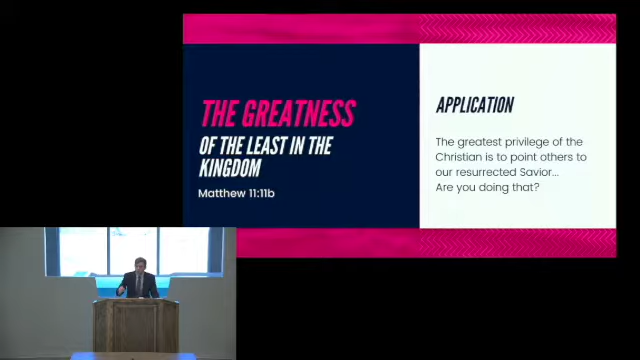 THE GREATNESS
OF THE LEAST IN THE
KINGDOM
Matthew 11:11b
APPLICATION
The greatest privilege of the
Christian is to point others to
our resurrected Savior...
Are you doing that?